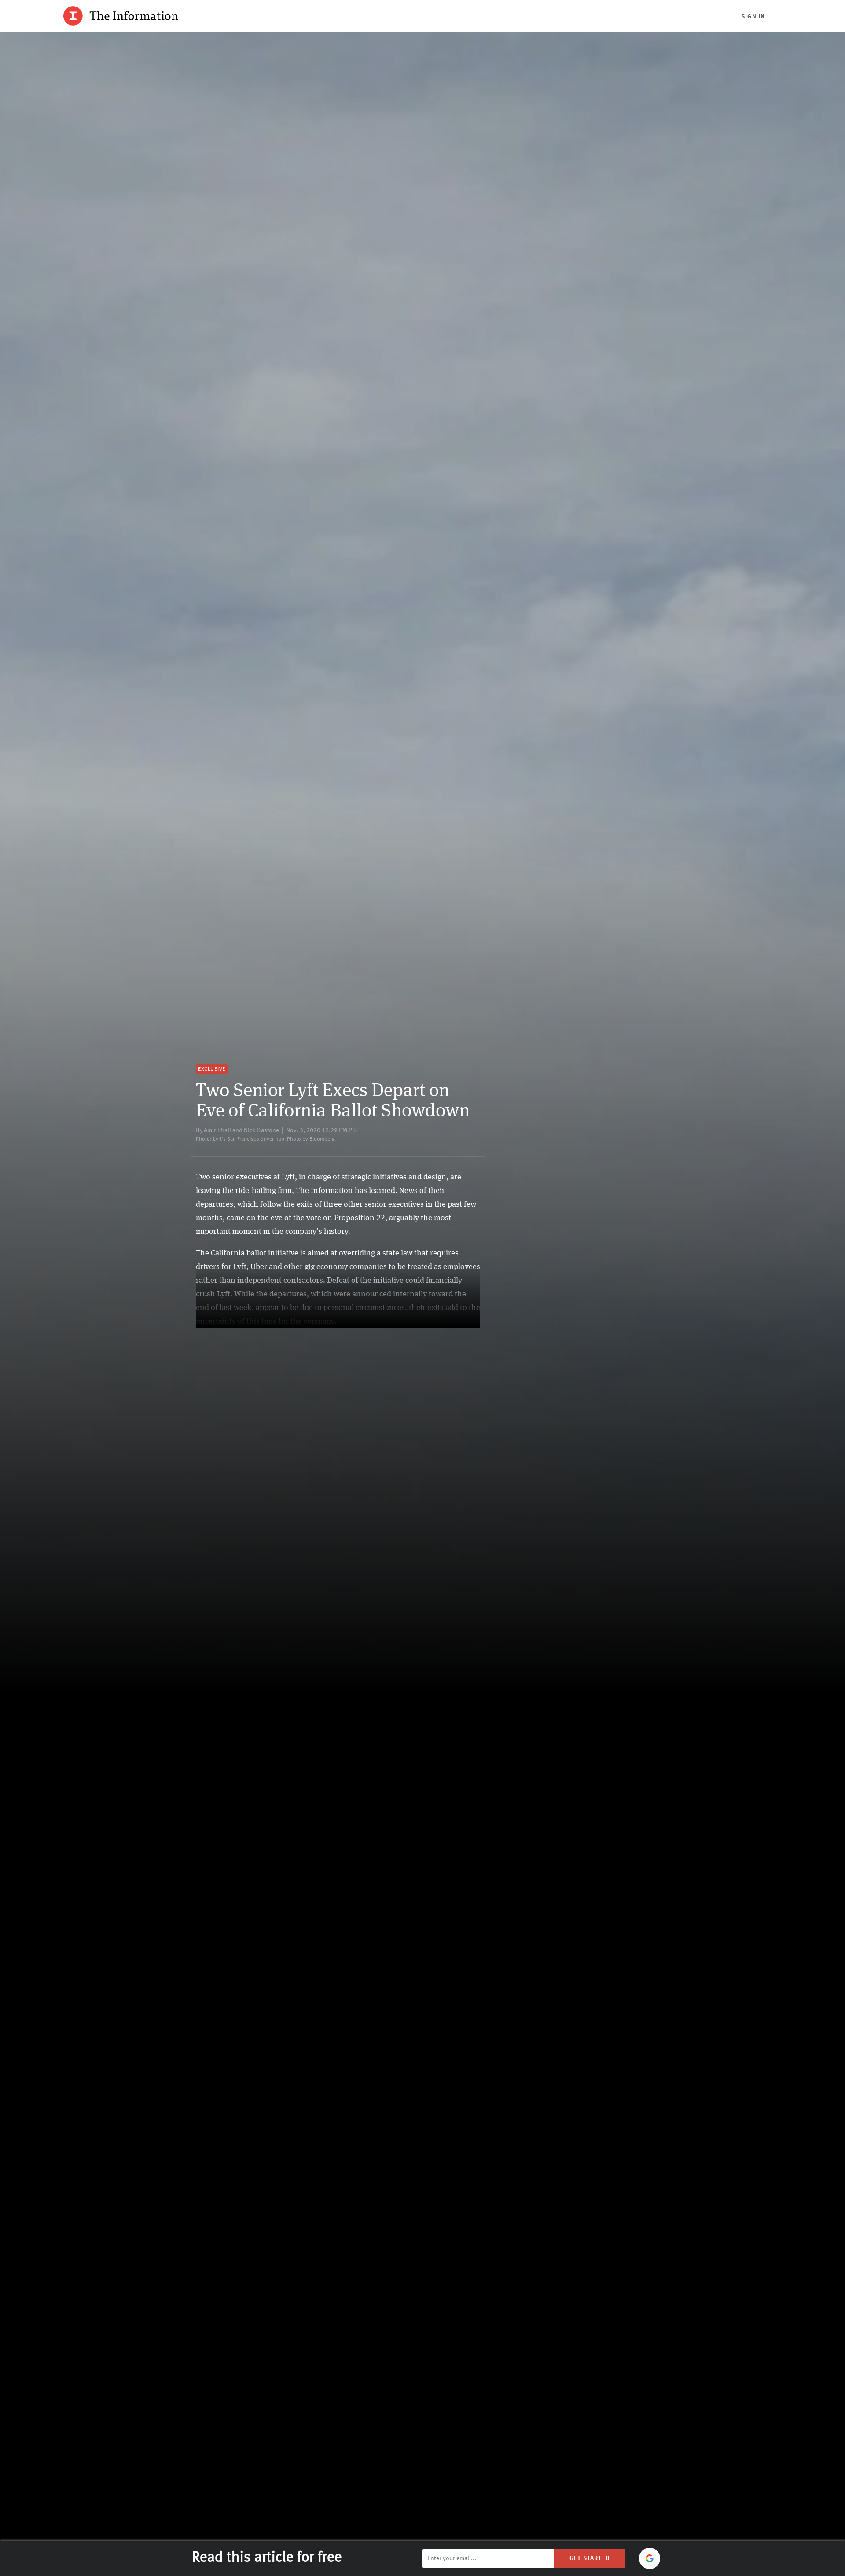 The Information
SIGN IN
EXCLUSIVE
Two Senior Lyft Execs Depart on
Eve of California Ballot Showdown
By Amir Efrati and Nick Bastone | Nov. 3, 2020 12:29 PM PST
Photo: Lyft's San Francisco driver hub. Photo by Bloomberg.
Two senior executives at Lyft, in charge of strategic initiatives and design, are
leaving the ride-hailing firm, The Information has learned. News of their
departures, which follow the exits of three other senior executives in the past few
months, came on the eve of the vote on Proposition 22, arguably the most
important moment in the company's history.
The California ballot initiative is aimed at overriding a state law that requires
drivers for Lyft, Uber and other gig economy companies to be treated as employees
rather than independent contractors. Defeat of the initiative could financially
crush Lyft. While the departures, which were announced internally toward the
end of last week, appear to be due to personal circumstances, their exits add to the
uncertainty of this time for the company.
Read this article for free
Enter your email...
GET STARTED